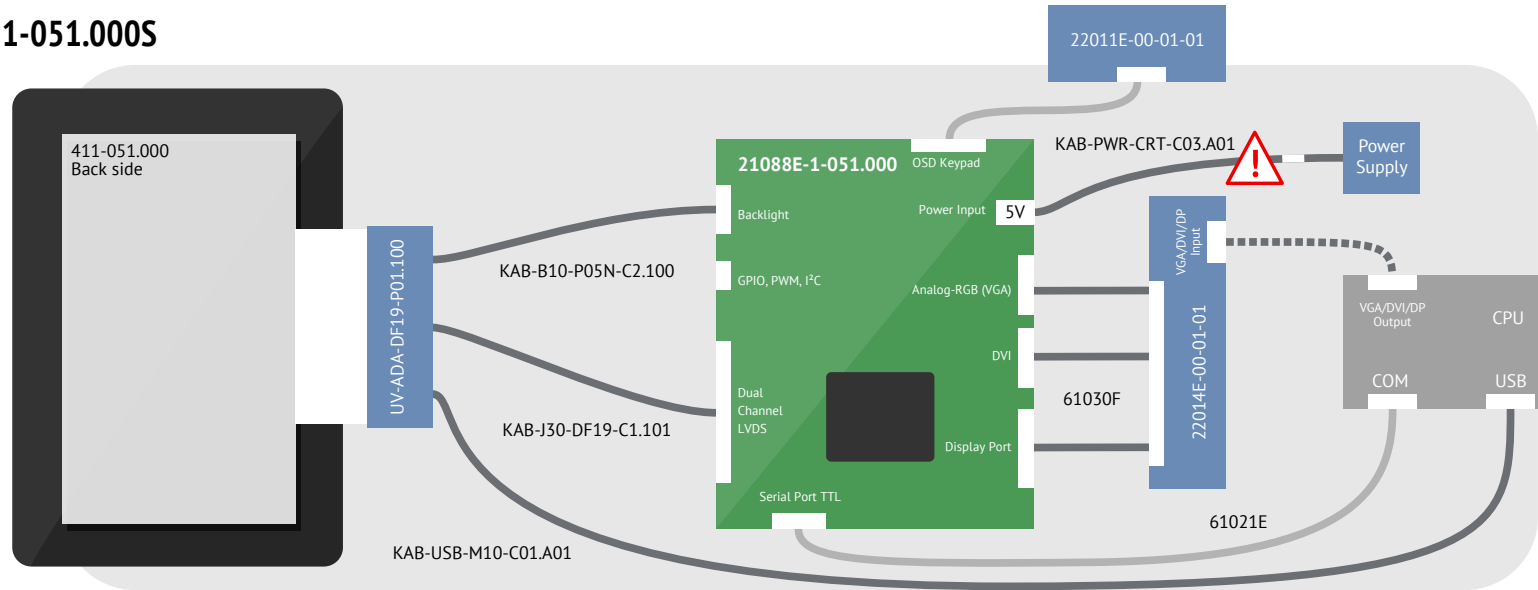 1-051.000S
22011E-00-01-01
411-051.000
Back side
21088E-1-051.000
OSD Keypad
KAB-PWR-CRT-C03.A01
Power
Supply
Backlight
Power Input
5V
VGA/DVI/DP
Input
UV-ADA-DF19-P01.100
KAB-B10-P05N-C2.100
GPIO, PWM, I²C
Analog-RGB (VGA)
VGA/DVI/DP
Output
CPU
DVI
22014E-00-01-01
COM
USB
Dual
Channel
LVDS
61030F
KAB-J30-DF19-C1.101
Display Port
Serial Port TTL
61021E
KAB-USB-M10-C01.A01